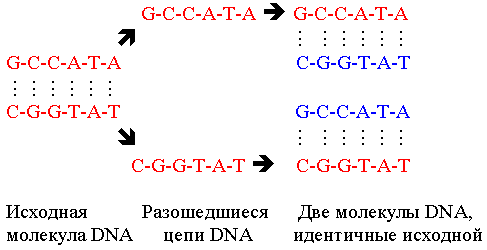 G-C-C-A-T-A
G-C-C-A-T-A
G-C-C-A-T-A
C-G-G-T-A-T
C-G-G-T-A-T
G-C-C-A-T-A
C-G-G-T-A-T
C-G-G-T-A-T
Исходная
молекула DNA
Разошедшиеся
цепи DNA
Две молекулы DNA,
идентичные исходной